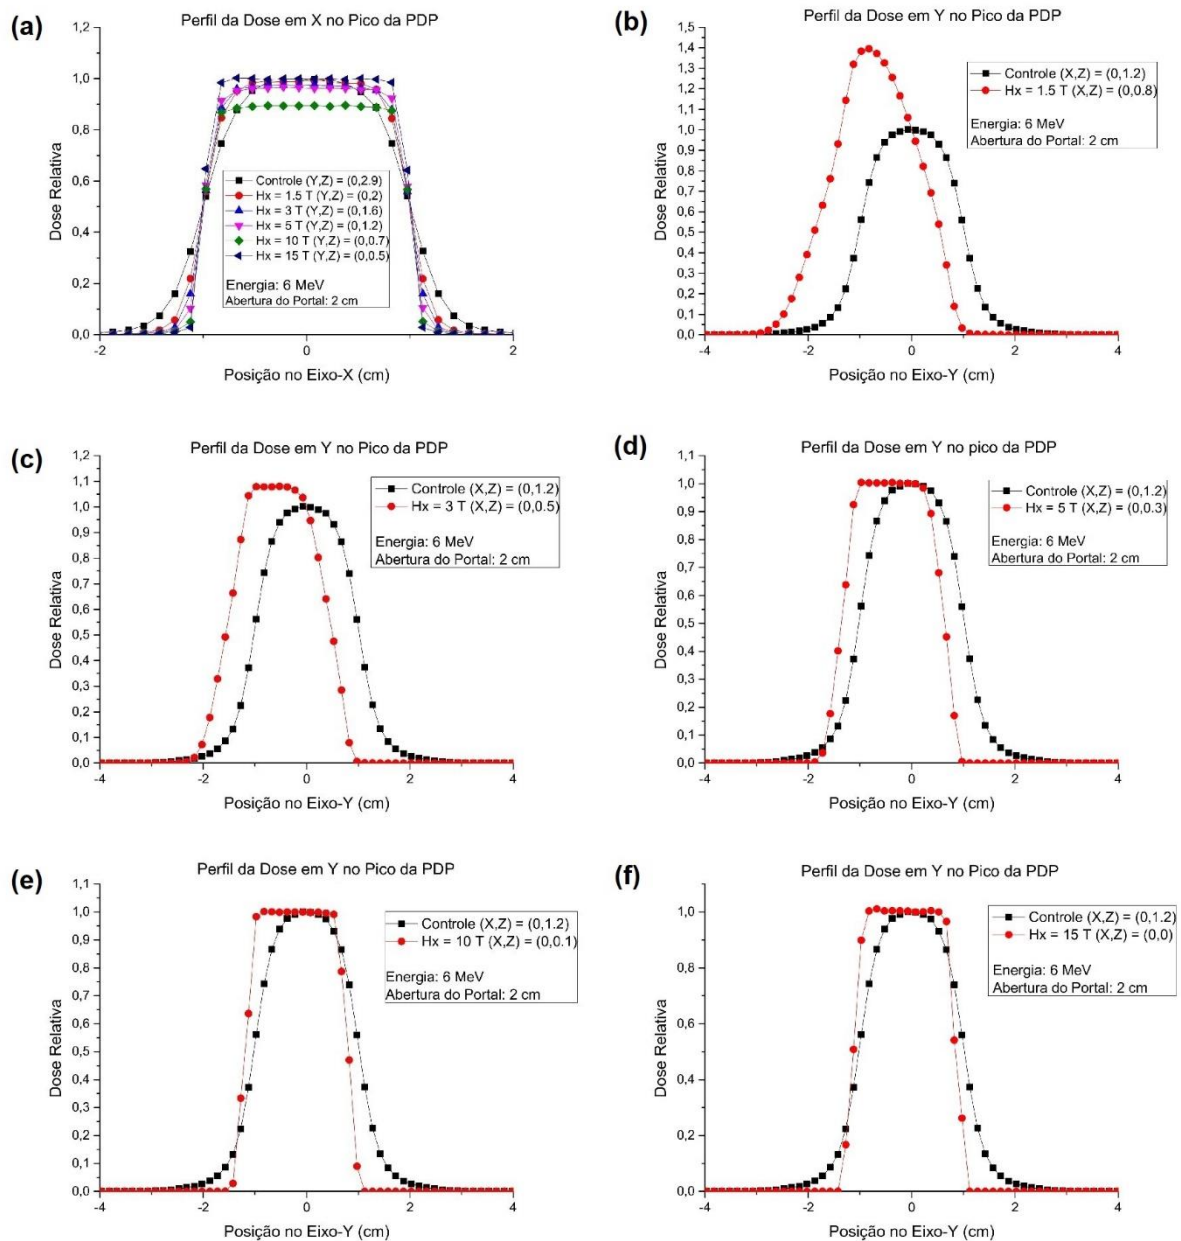 (a)
Perfil da Dose em X no Pico da PDP
1,2
1,0
0,8
0,6
0,4
0,2
0,0
Dose Relativa
Controle (Y,Z) = (0,2.9)
Hx = 1.5 T (Y,Z) = (0,2)
Hx = 3 T (Y,Z) = (0,1.6)
Hx = 5 T (Y,Z) = (0,1.2)
Hx = 10 T (Y,Z) = (0,0.7)
Hx = 15 T (Y,Z) = (0,0.5)
Energia: 6 MeV
Abertura do Portal: 2 cm
-2 0 2
Posição no Eixo-X (cm)
(b)
Perfil da Dose em Y no Pico da PDP
1,5
1,4
1,3
1,2
1,1
1,0
0,9
0,8
0,7
0,6
0,5
0,4
0,3
0,2
0,1
0,0
Dose Relativa
Controle (X,Z) = (0,1.2)
Hx = 1.5 T (X,Z) = (0,0.8)
Energia: 6 MeV
Abertura do Portal: 2 cm
-4 -2 0 2 4
Posição no Eixo-Y (cm)
(c)
Perfil da Dose em Y no Pico da PDP
1,2
1,1
1,0
0,9
0,8
0,7
0,6
0,5
0,4
0,3
0,2
0,1
0,0
Dose Relativa
Controle (X,Z) = (0,1.2)
Hx = 3 T (X,Z) = (0,0.5)
Energia: 6 MeV
Abertura do Portal: 2 cm
-4 -2 0 2 4
Posição no Eixo-Y (cm)
(d)
Perfil da Dose em Y no pico da PDP
1,2
1,1
1,0
0,9
0,8
0,7
0,6
0,5
0,4
0,3
0,2
0,1
0,0
Dose Relativa
Controle (X,Z) = (0,1.2)
Hx = 5 T (X,Z) = (0,0.3)
Energia: 6 MeV
Abertura do Portal: 2 cm
-4 -2 0 2 4
Posição no Eixo-Y (cm)
(e)
Perfil da Dose em Y no Pico da PDP
1,1
1,0
0,9
0,8
0,7
0,6
0,5
0,4
0,3
0,2
0,1
0,0
Dose Relativa
Controle (X,Z) = (0,1.2)
Hx = 10 T (X,Z) = (0,0.1)
Energia: 6 MeV
Abertura do Portal: 2 cm
-4 -2 0 2 4
Posição no Eixo-Y (cm)
(f)
Perfil da Dose em Y no Pico da PDP
1,1
1,0
0,9
0,8
0,7
0,6
0,5
0,4
0,3
0,2
0,1
0,0
Dose Relativa
Controle (X,Z) = (0,1.2)
Hx = 15 T (X,Z) = (0,0)
Energia: 6 MeV
Abertura do Portal: 2 cm
-4 -2 0 2 4
Posição no Eixo-Y (cm)